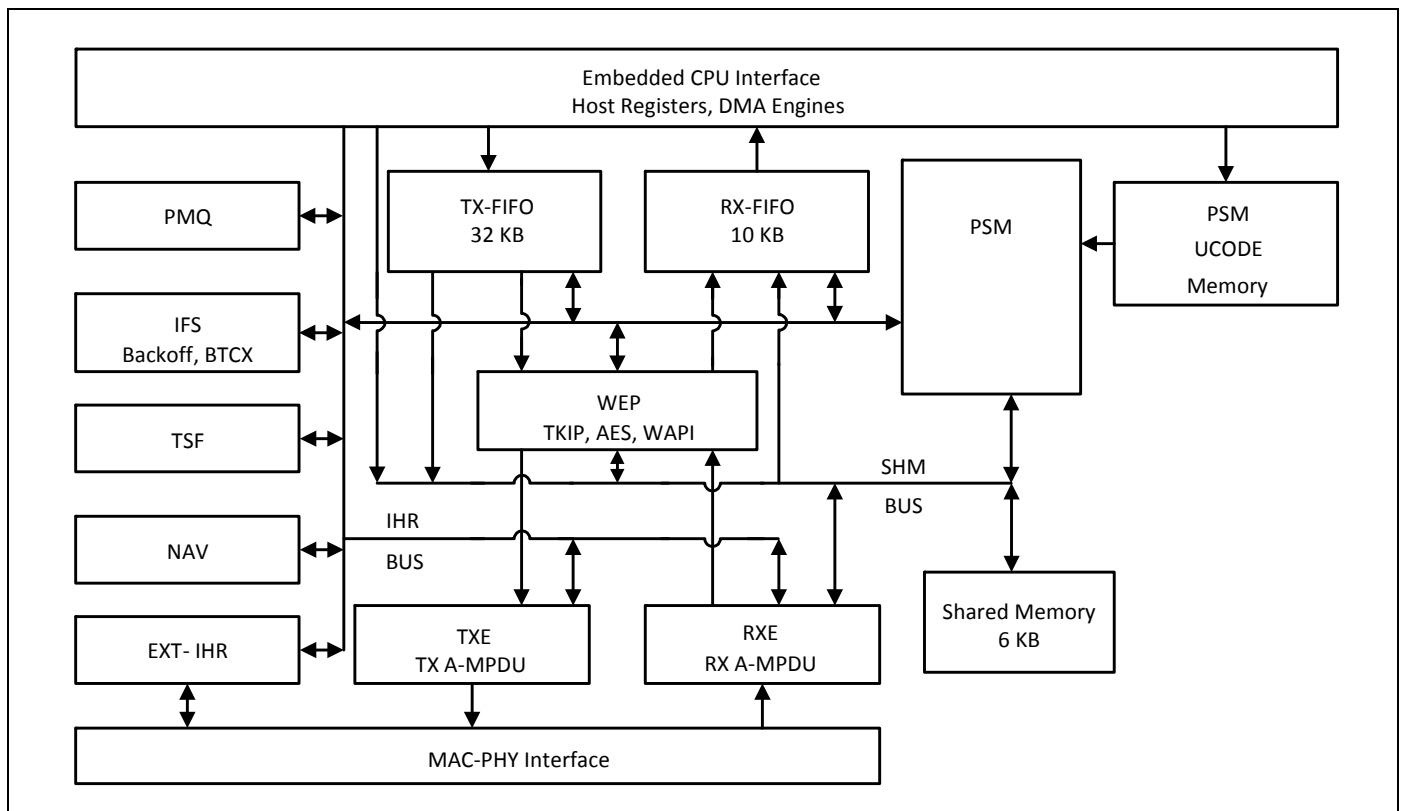 Embedded CPU Interface
Host Registers, DMA Engines
PMQ
TX-FIFO
32 KB
RX-FIFO
10 KB
PSM
PSM
UCODE
Memory
IFS
Backoff, BTCX
WEP
TKIP, AES, WAPI
TSF
SHM
BUS
IHR
BUS
NAV
Shared Memory
6 KB
EXT- IHR
TXE
TX A-MPDU
RXE
RX A-MPDU
MAC-PHY Interface